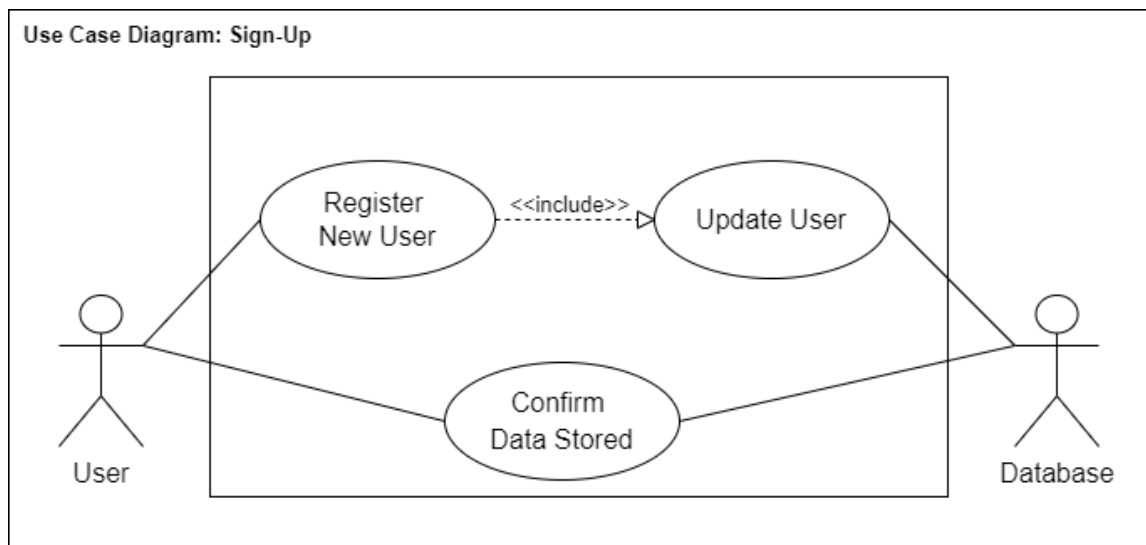 Use Case Diagram: Sign-Up
Register
New User
<<include>>
Update User
Confirm
Data Stored
User
Database